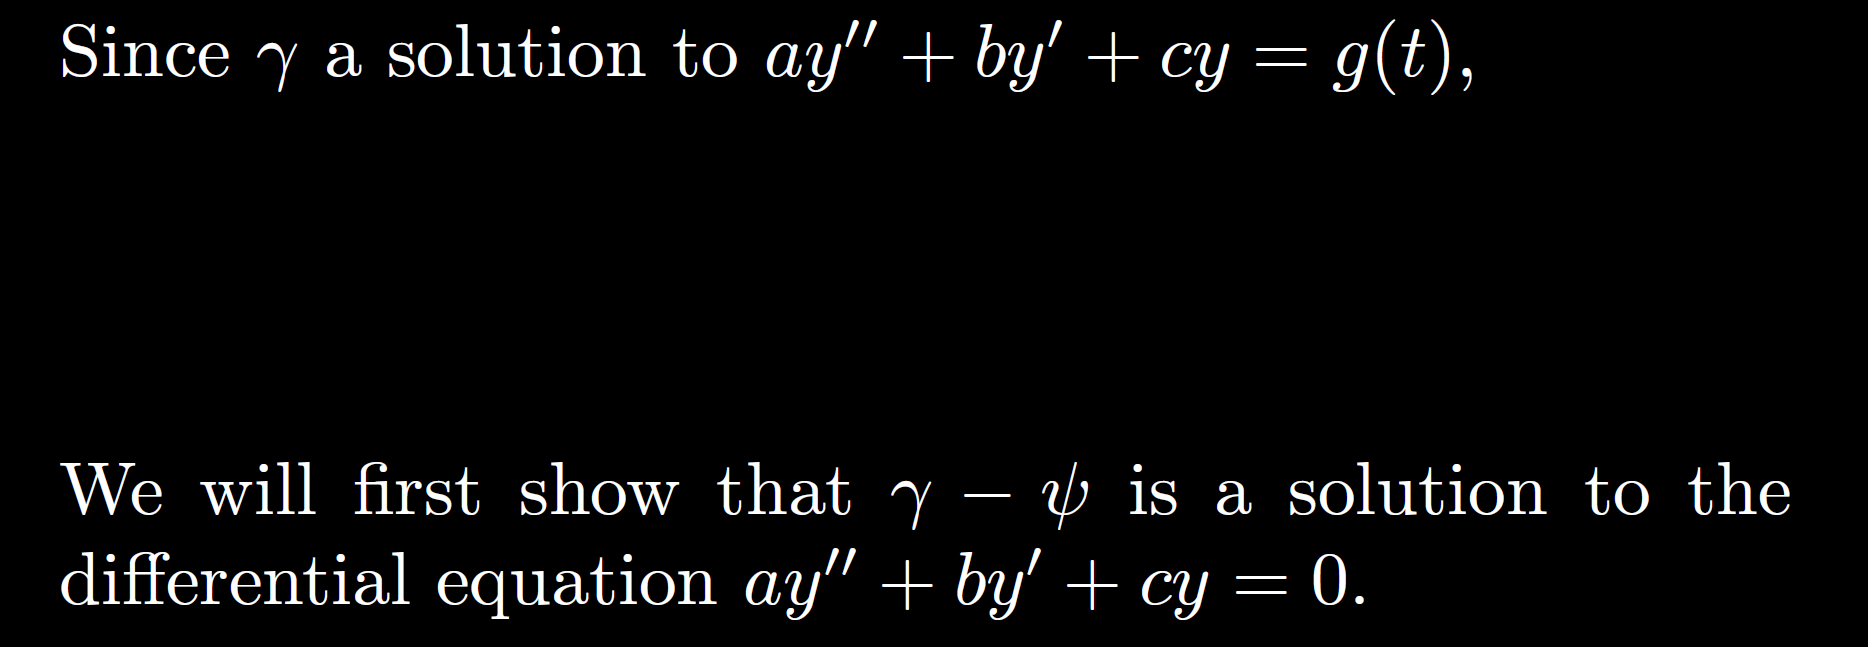 Since γ a solution to ay″ + by′ + cy = g(t),
We will first show that γ − ψ is a solution to the
differential equation ay″ + by′ + cy = 0.